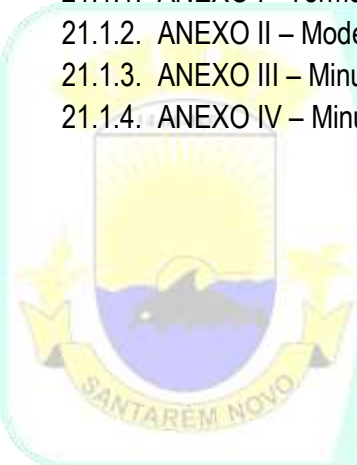 21.1.2. ANEXO II – Mode
21.1.3. ANEXO III – Minu
21.1.4. ANEXO IV – Minu
SANTARÉM NOVO